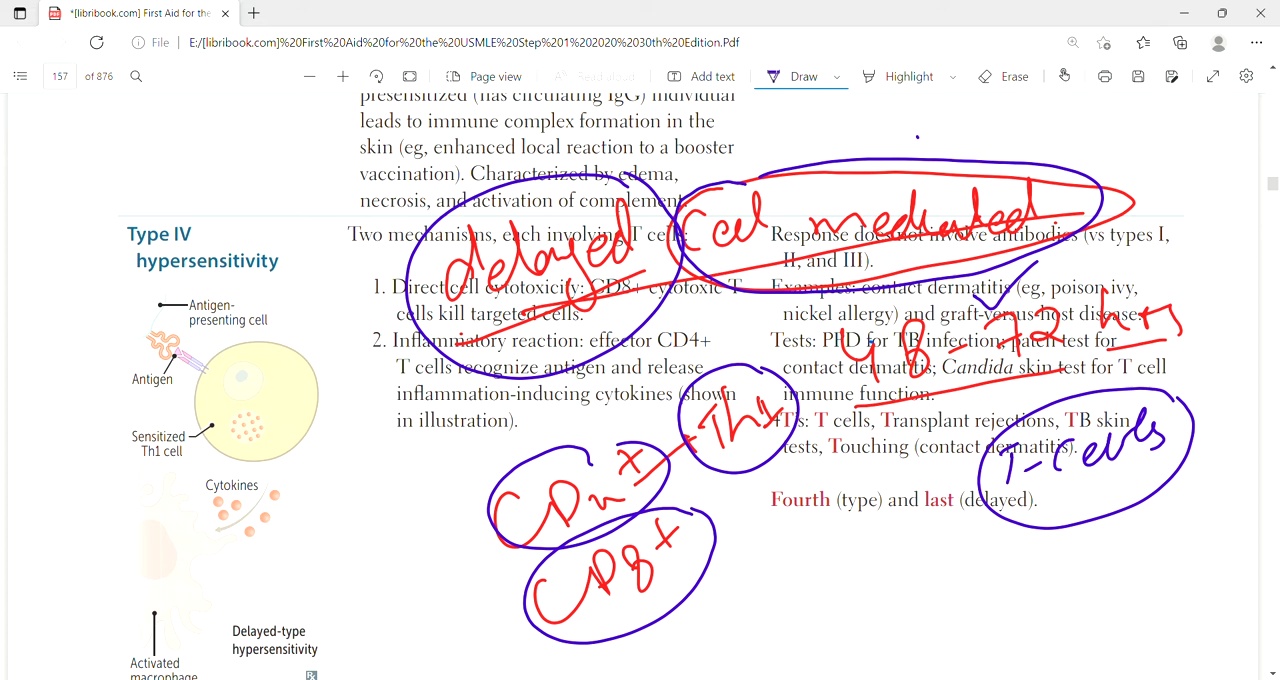 *[libribook.com] First Aid for the
File
E:/[libribook.com]%20First%20Aid%20for%20the%20USMLE%20Step%201%202020%2030th%20Edition.Pdf
157 of 876
Page view
Read aloud
Add text
Draw
Highlight
Erase
presensitized (has circulating IgG) individual
leads to immune complex formation in the
skin (eg, enhanced local reaction to a booster
vaccination). Characterized by edema,
necrosis, and activation of complement.
Type IV
hypersensitivity
Antigen-
presenting cell
Antigen
Sensitized
Th1 cell
Cytokines
Delayed-type
hypersensitivity
Activated
macrophage
Two mechanisms, each involving T cells:
1. Direct cell cytotoxicity: CD8+ cytotoxic T
cells kill targeted cells.
2. Inflammatory reaction: effector CD4+
T cells recognize antigen and release
inflammation-inducing cytokines (shown
in illustration).
Response does not involve antibodies (vs types I,
II, and III).
Examples: contact dermatitis (eg, poison ivy,
nickel allergy) and graft-versus-host disease.
Tests: PPD for TB infection; patch test for
contact dermatitis; Candida skin test for T cell
immune function.
4T's: T cells, Transplant rejections, TB skin
tests, Touching (contact dermatitis).
Fourth (type) and last (delayed).
delayed
Cell mediated
48-72 hrs
Th1
CD4+
CD8+
T-Cells